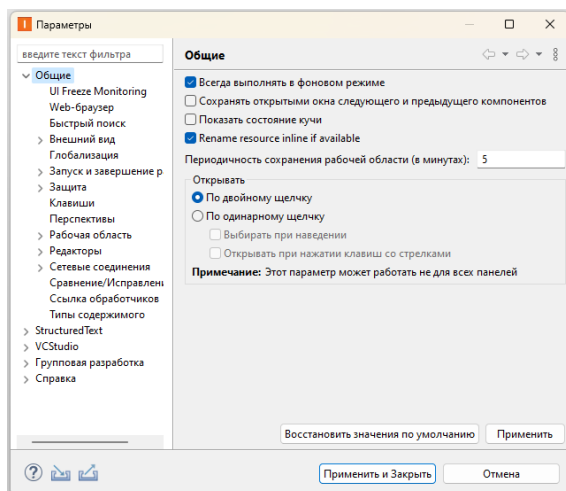 Параметры
введите текст фильтра
Общие
UI Freeze Monitoring
Web-браузер
Быстрый поиск
Внешний вид
Глобализация
Запуск и завершение р
Защита
Клавиши
Перспективы
Рабочая область
Редакторы
Сетевые соединения
Сравнение/Исправлени
Ссылка обработчиков
Типы содержимого
StructuredText
VCStudio
Групповая разработка
Справка
Общие
Всегда выполнять в фоновом режиме
Сохранять открытыми окна следующего и предыдущего компонентов
Показать состояние кучи
Rename resource inline if available
Периодичность сохранения рабочей области (в минутах): 5
Открывать
По двойному щелчку
По одинарному щелчку
Выбирать при наведении
Открывать при нажатии клавиш со стрелками
Примечание: Этот параметр может работать не для всех панелей
Восстановить значения по умолчанию Применить
Применить и Закрыть Отмена